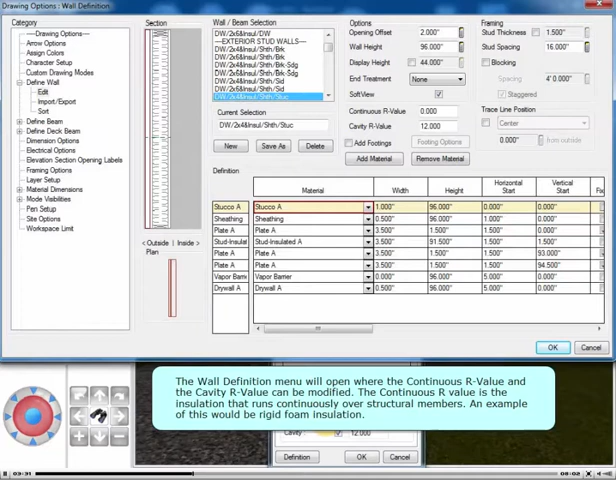 Drawing Options : Wall Definition
Category
----Drawing Options----
Arrow Options
Assign Colors
Character Setup
Custom Drawing Modes
Define Wall
Edit
Import/Export
Sort
Define Beam
Define Deck Beam
Dimension Options
Electrical Options
Elevation Section Opening Labels
Framing Options
Layer Setup
Material Dimensions
Mode Visibilities
Pen Setup
Site Options
Workspace Limit
Section
< Outside | Inside >
Plan
Wall / Beam Selection
DW/2x4&Insul/DW
---EXTERIOR STUD WALLS---
DW/2x4&Insul/Shth/Brk
DW/2x6&Insul/Shth/Brk
DW/2x4&Insul/Shth/Brk-Sdg
DW/2x6&Insul/Shth/Brk-Sdg
DW/2x4&Insul/Shth/Sid
DW/2x6&Insul/Shth/Sid
DW/2x4&Insul/Shth/Stuc
Current Selection
DW/2x4&Insul/Shth/Stuc
New
Save As
Delete
Options
Opening Offset 2.000"
Wall Height 96.000"
Display Height 44.000"
End Treatment None
SoftView
Continuous R-Value 0.000
Cavity R-Value 12.000
Add Footings
Footing Options
Add Material
Remove Material
Framing
Stud Thickness 1.500"
Stud Spacing 16.000"
Blocking
Spacing 4' 0.000"
Staggered
Trace Line Position
Center
0.000" from outside
Definition
Material Width Height Horizontal Start Vertical Start
Stucco A Stucco A 1.000" 96.000" 0.000" 0.000"
Sheathing Sheathing 0.500" 96.000" 1.000" 0.000"
Plate A Plate A 3.500" 1.500" 1.500" 0.000"
Stud-Insulat Stud-Insulated A 3.500" 91.500" 1.500" 1.500"
Plate A Plate A 3.500" 1.500" 1.500" 93.000"
Plate A Plate A 3.500" 1.500" 1.500" 94.500"
Vapor Barrie Vapor Barrier 0.000" 96.000" 5.000" 0.000"
Drywall A Drywall A 0.500" 96.000" 5.000" 0.000"
OK
Cancel
The Wall Definition menu will open where the Continuous R-Value and
the Cavity R-Value can be modified. The Continuous R value is the
insulation that runs continuously over structural members. An example
of this would be rigid foam insulation.
Cavity : 12.000
Definition
OK
Cancel
03:31
08:02